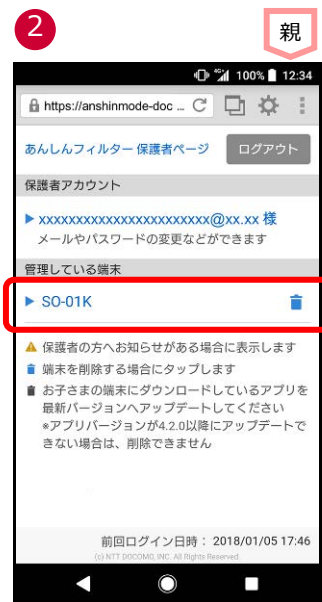 2
親
100% 12:34
https://anshinmode-doc ...
あんしんフィルター 保護者ページ
ログアウト
保護者アカウント
▶ xxxxxxxxxxxxxxxxxxxxxxx@xx.xx 様
メールやパスワードの変更などができます
管理している端末
▶ SO-01K
保護者の方へお知らせがある場合に表示します
端末を削除する場合にタップします
お子さまの端末にダウンロードしているアプリを
最新バージョンへアップデートしてください
※アプリバージョンが4.2.0以降にアップデートで
きない場合は、削除できません
前回ログイン日時： 2018/01/05 17:46
(c) NTT DOCOMO, INC. All Rights Reserved.